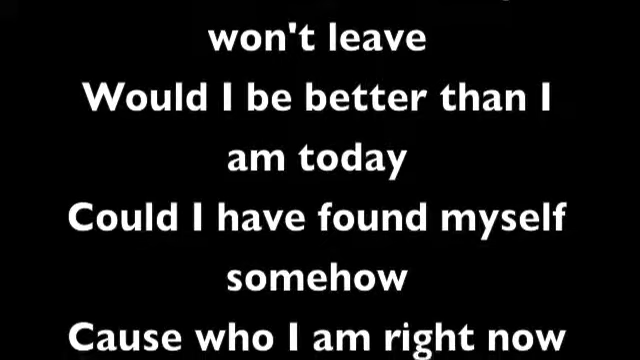 won't leave
Would I be better than I
am today
Could I have found myself
somehow
Cause who I am right now